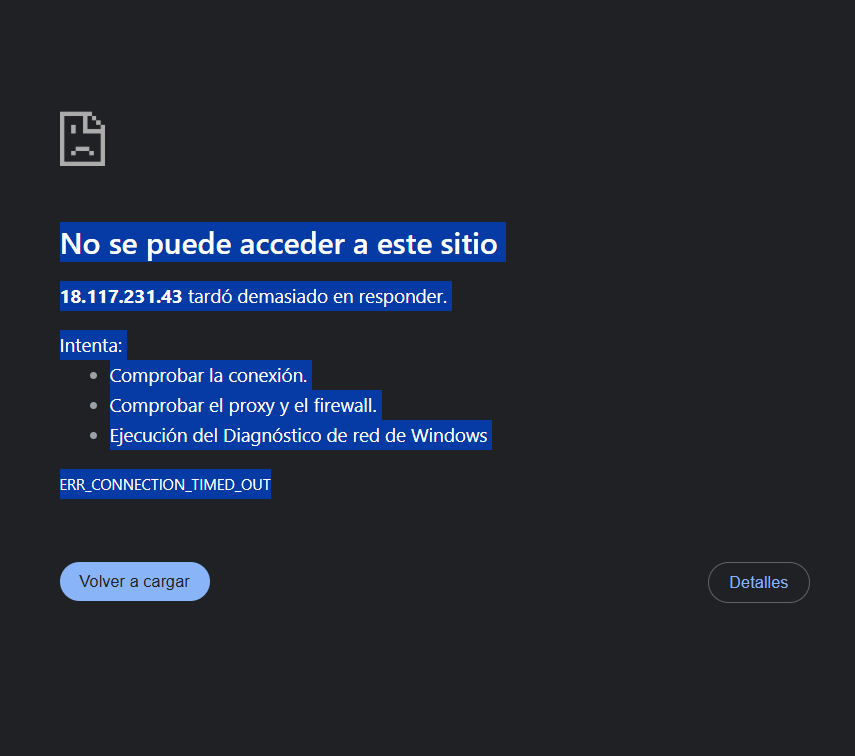 No se puede acceder a este sitio
18.117.231.43 tardó demasiado en responder.
Intenta:
Comprobar la conexión.
Comprobar el proxy y el firewall.
Ejecución del Diagnóstico de red de Windows
ERR_CONNECTION_TIMED_OUT
Volver a cargar
Detalles